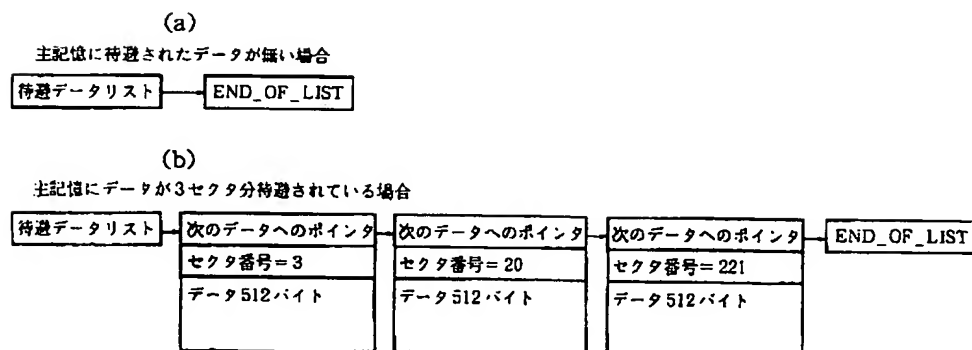 (a)
主記憶に待避されたデータが無い場合
待避データリスト
END_OF_LIST
(b)
主記憶にデータが3セクタ分待避されている場合
待避データリスト
次のデータへのポインタ
次のデータへのポインタ
次のデータへのポインタ
END_OF_LIST
セクタ番号=3
セクタ番号=20
セクタ番号=221
データ512バイト
データ512バイト
データ512バイト